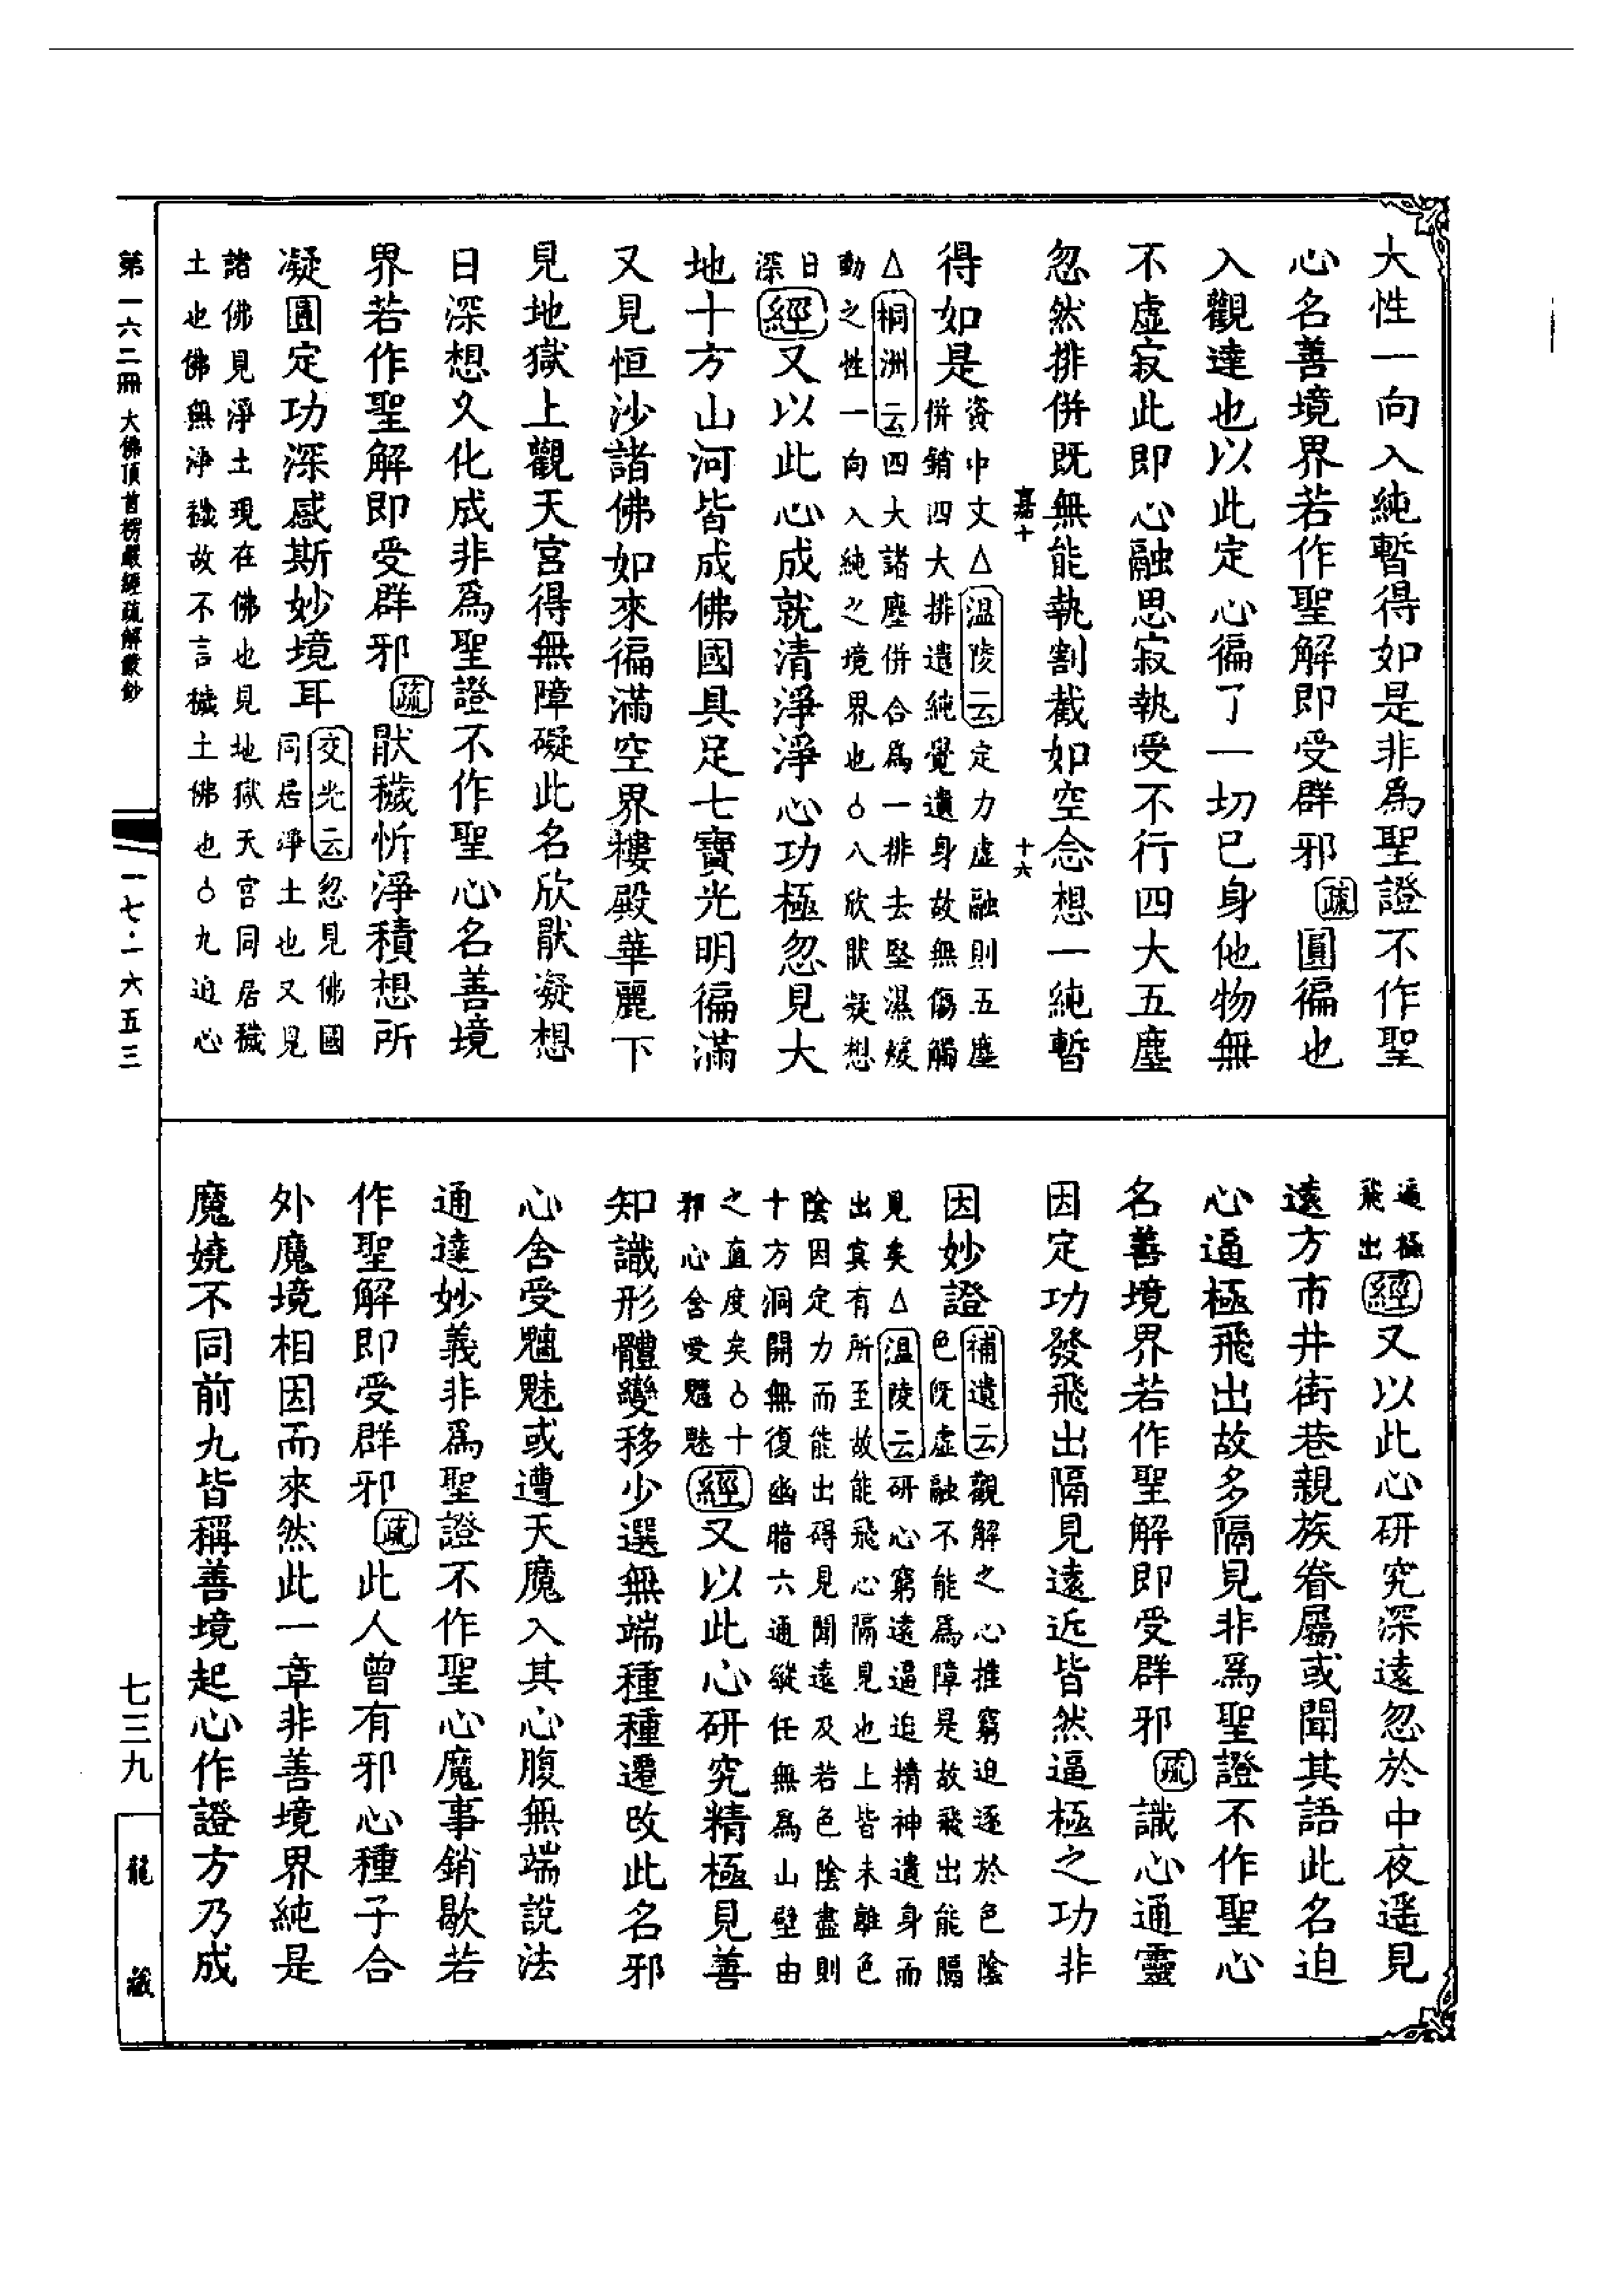 大性一向入純暫得如是非爲聖證不作聖
心名善境界若作聖解即受群邪疏圓徧也
入觀達也以此定心徧了一切已身他物無
不虛寂此即心融思寂執受不行四大五塵
忽然排併既無能執割截如空念想一純暫
嘉十 十六
得如是資中文△溫陵云定力虛融則五塵
併銷四大排遣純覺遺身故無傷觸
△桐洲云四大諸塵併合爲一排去堅濕煖
動之性一向入純之境界也○八欣猒凝想
日
深經又以此心成就清淨淨心功極忽見大
地十方山河皆成佛國具足七寶光明徧滿
又見恒沙諸佛如來徧滿空界樓殿華麗下
見地獄上觀天宮得無障礙此名欣猒凝想
日深想久化成非爲聖證不作聖心名善境
界若作聖解即受群邪疏猒穢忻淨積想所
凝圓定功深感斯妙境耳交光云忽見佛國
同居淨土也又見
諸佛見淨土現在佛也見地獄天宮同居穢
土也佛無淨穢故不言穢土佛也○九迫心
逼極
飛出經又以此心研究深遠忽於中夜遥見
遠方市井街巷親族眷屬或聞其語此名迫
心逼極飛出故多隔見非爲聖證不作聖心
名善境界若作聖解即受群邪疏識心通靈
因定功發飛出隔見遠近皆然逼極之功非
因妙證補遺云觀解之心推窮迫逐於色陰
色既虛融不能爲障是故飛出能隔
見矣△溫陵云研心窮遠逼迫精神遺身而
出真有所至故能飛心隔見也上皆未離色
陰因定力而能出碍見聞遠及若色陰盡則
十方洞開無復幽暗六通縱任無爲山壁由
之直度矣○十
邪心舍受魑魅經又以此心研究精極見善
知識形體變移少選無端種種遷改此名邪
心舍受魑魅或遭天魔入其心腹無端說法
通達妙義非爲聖證不作聖心魔事銷歇若
作聖解即受群邪疏此人曾有邪心種子合
外魔境相因而來然此一章非善境界純是
魔嬈不同前九皆稱善境起心作證方乃成
第一六二冊 大佛頂首楞嚴經疏解蒙鈔
一七·一六五三
七三九
龍藏